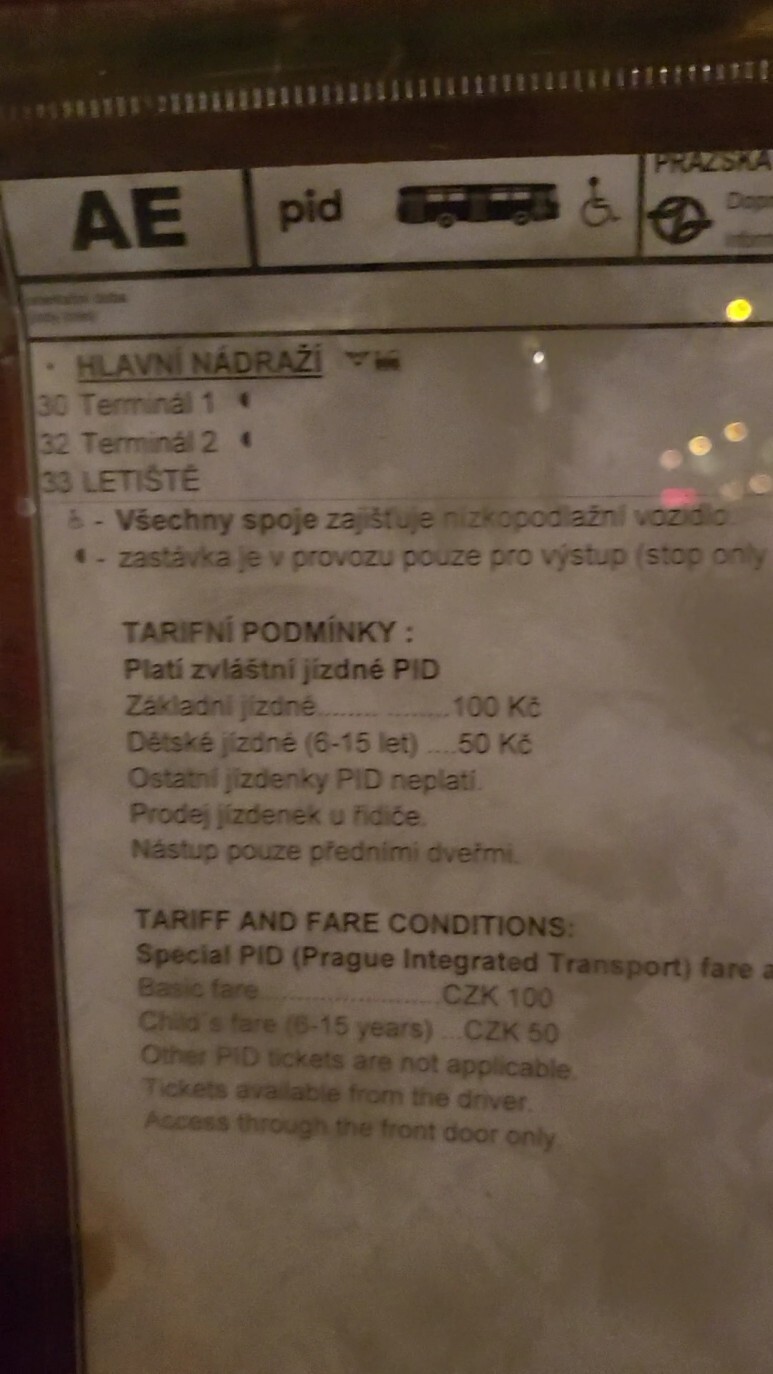 AE
pid
PRAŽSKÁ
HLAVNÍ NÁDRAŽÍ
30 Terminál 1
32 Terminál 2
33 LETIŠTĚ
- Všechny spoje zajišťuje nízkopodlažní vozidlo
- zastávka je v provozu pouze pro výstup (stop only
TARIFNÍ PODMÍNKY :
Platí zvláštní jízdné PID
Základní jízdné........ .........100 Kč
Dětské jízdné (6-15 let) ....50 Kč
Ostatní jízdenky PID neplatí.
Prodej jízdenek u řidiče.
Nástup pouze předními dveřmi.
TARIFF AND FARE CONDITIONS:
Special PID (Prague Integrated Transport) fare a
Basic fare.........................CZK 100
Child´s fare (6-15 years) ...CZK 50
Other PID tickets are not applicable.
Tickets available from the driver.
Access through the front door only.